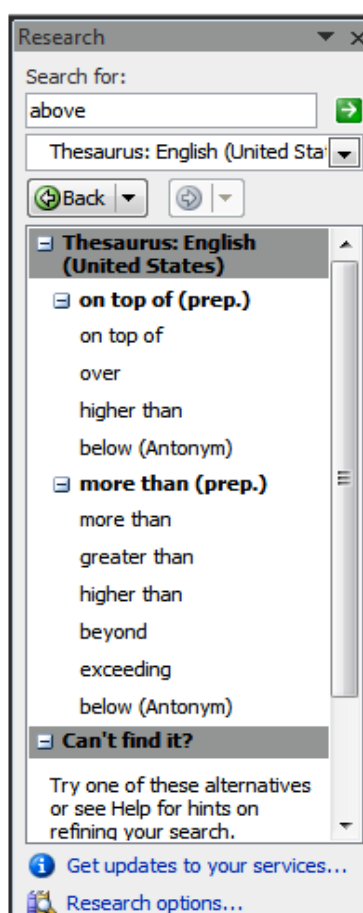 Research
Search for:
above
Thesaurus: English (United Sta
Back
Thesaurus: English
(United States)
on top of (prep.)
on top of
over
higher than
below (Antonym)
more than (prep.)
more than
greater than
higher than
beyond
exceeding
below (Antonym)
Can't find it?
Try one of these alternatives
or see Help for hints on
refining your search.
Get updates to your services...
Research options...